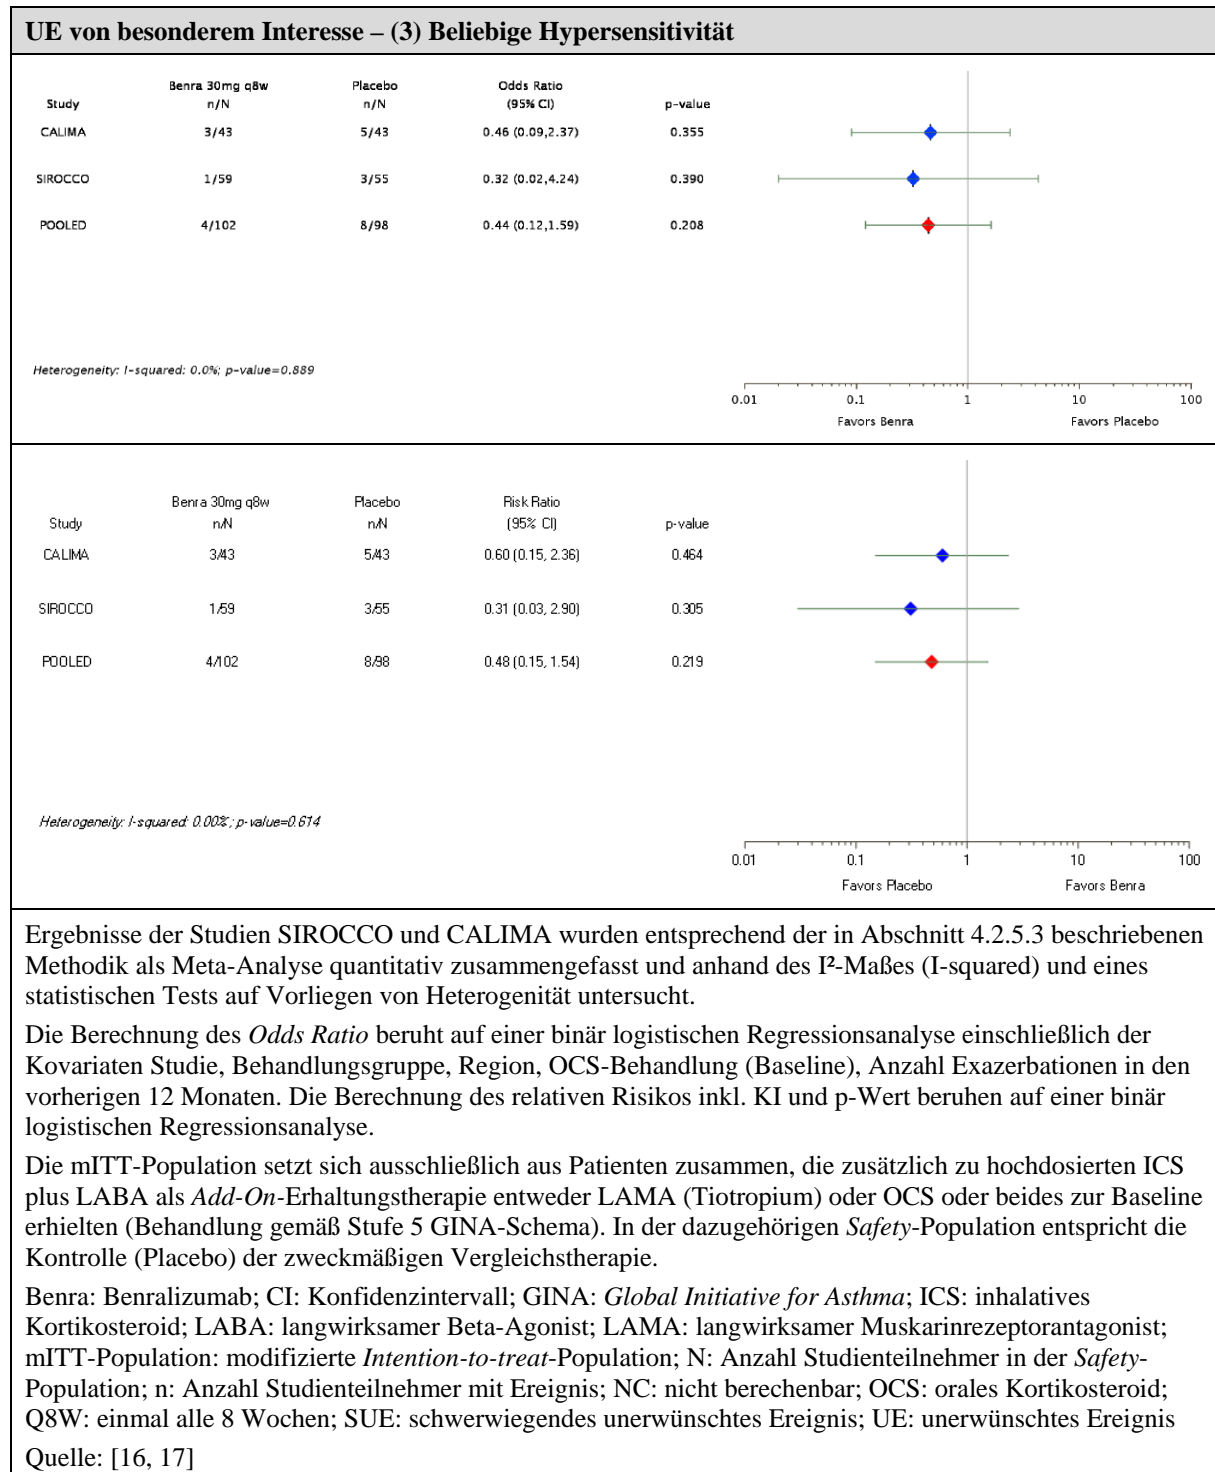 UE von besonderem Interesse – (3) Beliebige Hypersensitivität
Benra 30mg q8w Placebo Odds Ratio
Study n/N n/N (95% CI) p-value
CALIMA 3/43 5/43 0.46 (0.09,2.37) 0.355
SIROCCO 1/59 3/55 0.32 (0.02,4.24) 0.390
POOLED 4/102 8/98 0.44 (0.12,1.59) 0.208
Heterogeneity: I-squared: 0.0%; p-value=0.889
0.01 0.1 1 10 100
Favors Benra Favors Placebo
Benra 30mg q8w Placebo Risk Ratio
Study n/N n/N (95% CI) p-value
CALIMA 3/43 5/43 0.60 (0.15, 2.36) 0.464
SIROCCO 1/59 3/55 0.31 (0.03, 2.90) 0.305
POOLED 4/102 8/98 0.48 (0.15, 1.54) 0.219
Heterogeneity: I-squared: 0.00%; p-value=0.614
0.01 0.1 1 10 100
Favors Placebo Favors Benra
Ergebnisse der Studien SIROCCO und CALIMA wurden entsprechend der in Abschnitt 4.2.5.3 beschriebenen
Methodik als Meta-Analyse quantitativ zusammengefasst und anhand des I²-Maßes (I-squared) und eines
statistischen Tests auf Vorliegen von Heterogenität untersucht.
Die Berechnung des Odds Ratio beruht auf einer binär logistischen Regressionsanalyse einschließlich der
Kovariaten Studie, Behandlungsgruppe, Region, OCS-Behandlung (Baseline), Anzahl Exazerbationen in den
vorherigen 12 Monaten. Die Berechnung des relativen Risikos inkl. KI und p-Wert beruhen auf einer binär
logistischen Regressionsanalyse.
Die mITT-Population setzt sich ausschließlich aus Patienten zusammen, die zusätzlich zu hochdosierten ICS
plus LABA als Add-On-Erhaltungstherapie entweder LAMA (Tiotropium) oder OCS oder beides zur Baseline
erhielten (Behandlung gemäß Stufe 5 GINA-Schema). In der dazugehörigen Safety-Population entspricht die
Kontrolle (Placebo) der zweckmäßigen Vergleichstherapie.
Benra: Benralizumab; CI: Konfidenzintervall; GINA: Global Initiative for Asthma; ICS: inhalatives
Kortikosteroid; LABA: langwirksamer Beta-Agonist; LAMA: langwirksamer Muskarinrezeptorantagonist;
mITT-Population: modifizierte Intention-to-treat-Population; N: Anzahl Studienteilnehmer in der Safety-
Population; n: Anzahl Studienteilnehmer mit Ereignis; NC: nicht berechenbar; OCS: orales Kortikosteroid;
Q8W: einmal alle 8 Wochen; SUE: schwerwiegendes unerwünschtes Ereignis; UE: unerwünschtes Ereignis
Quelle: [16, 17]